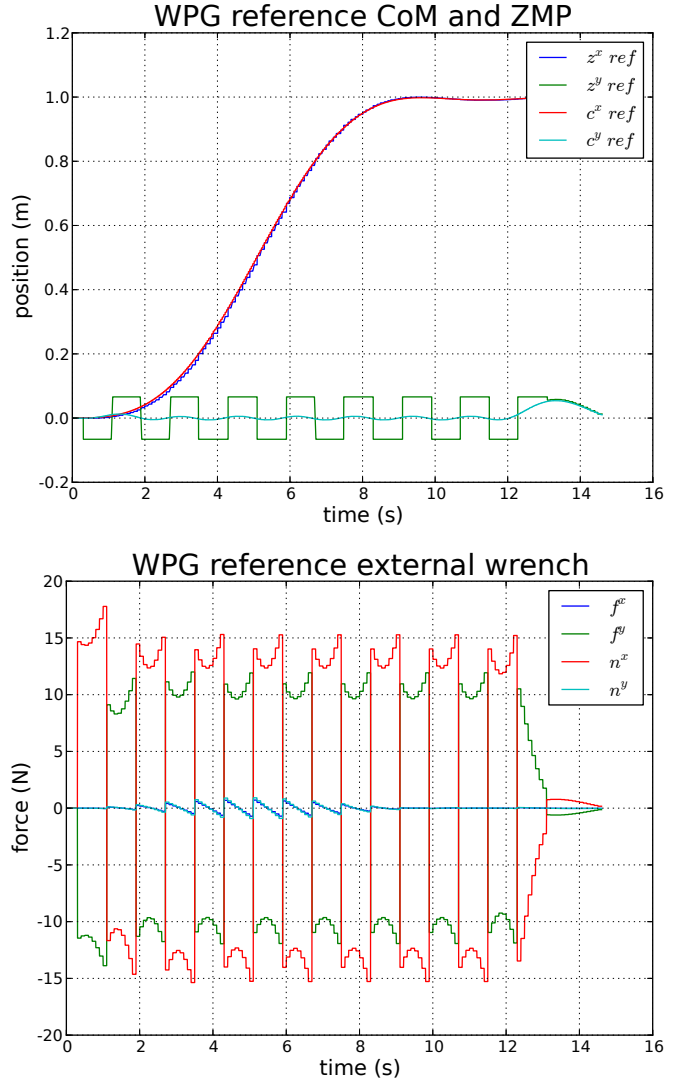 WPG reference CoM and ZMP
1.2
1.0
0.8
0.6
0.4
0.2
0.0
-0.2
position (m)
z^x ref
z^y ref
c^x ref
c^y ref
0 2 4 6 8 10 12 14 16
time (s)
WPG reference external wrench
20
15
10
5
0
-5
-10
-15
-20
force (N)
f^x
f^y
n^x
n^y
0 2 4 6 8 10 12 14 16
time (s)